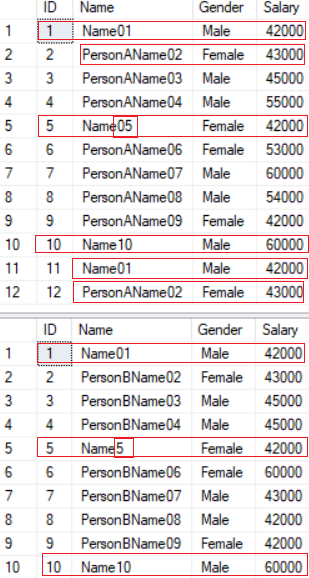 ID Name Gender Salary
1 1 Name01 Male 42000
2 2 PersonAName02 Female 43000
3 3 PersonAName03 Male 45000
4 4 PersonAName04 Male 55000
5 5 Name05 Female 42000
6 6 PersonAName06 Female 53000
7 7 PersonAName07 Male 60000
8 8 PersonAName08 Male 54000
9 9 PersonAName09 Female 42000
10 10 Name10 Male 60000
11 11 Name01 Male 42000
12 12 PersonAName02 Female 43000
ID Name Gender Salary
1 1 Name01 Male 42000
2 2 PersonBName02 Female 43000
3 3 PersonBName03 Male 45000
4 4 PersonBName04 Male 45000
5 5 Name5 Female 42000
6 6 PersonBName06 Female 60000
7 7 PersonBName07 Male 43000
8 8 PersonBName08 Male 42000
9 9 PersonBName09 Female 42000
10 10 Name10 Male 60000